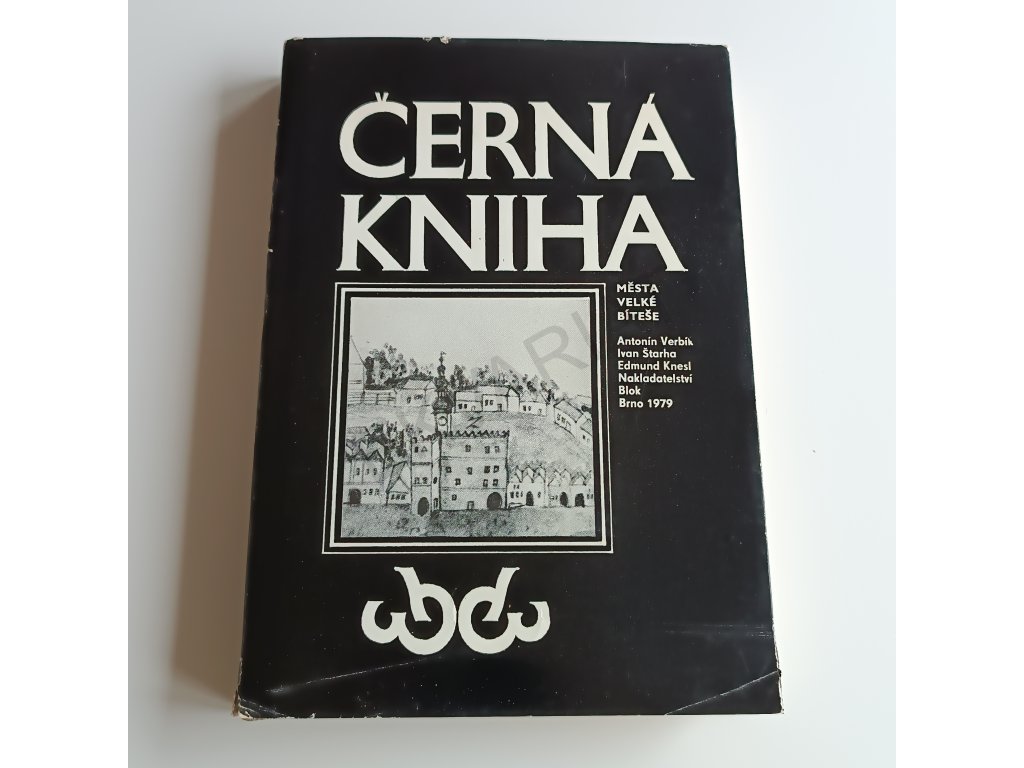 ČERNÁ
KNIHA
MĚSTA
VELKÉ
BÍTEŠE
Antonín Verbík
Ivan Štarha
Edmund Knesl
Nakladatelství
Blok
Brno 1979